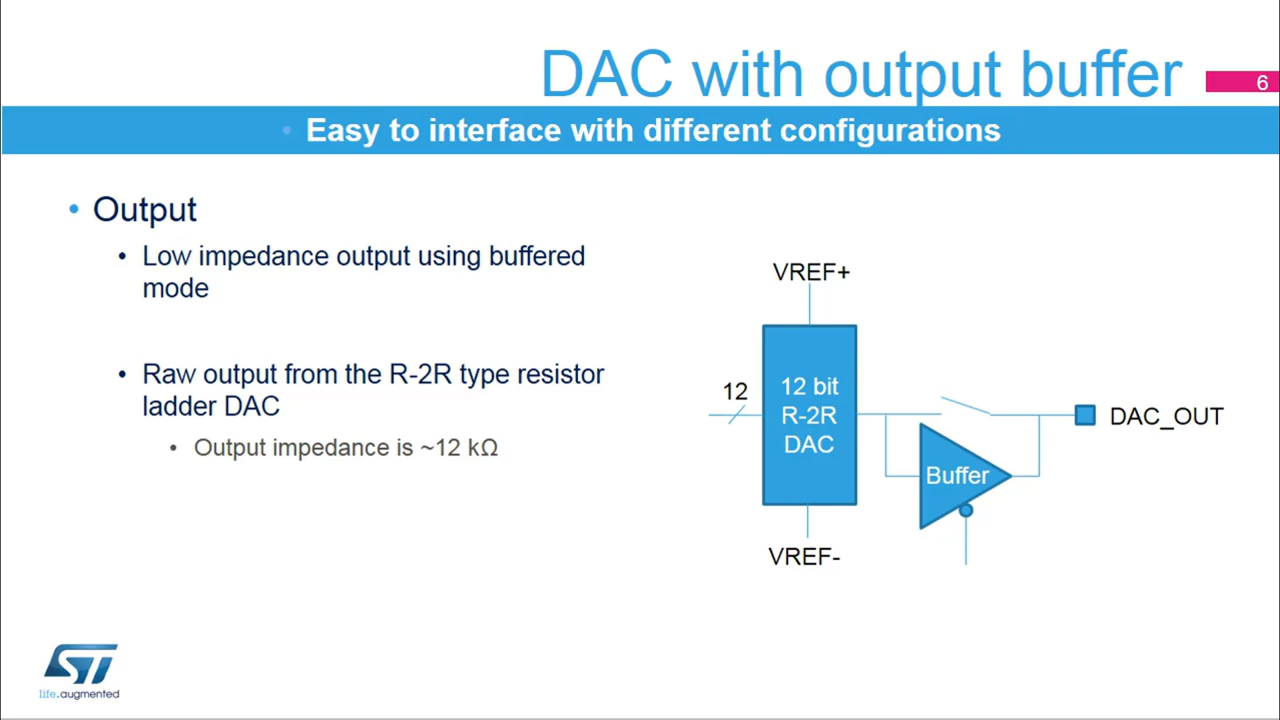 DAC with output buffer
6
Easy to interface with different configurations
Output
Low impedance output using buffered
mode
Raw output from the R-2R type resistor
ladder DAC
Output impedance is ~12 kΩ
VREF+
12
12 bit
R-2R
DAC
DAC_OUT
Buffer
VREF-
ST
life.augmented